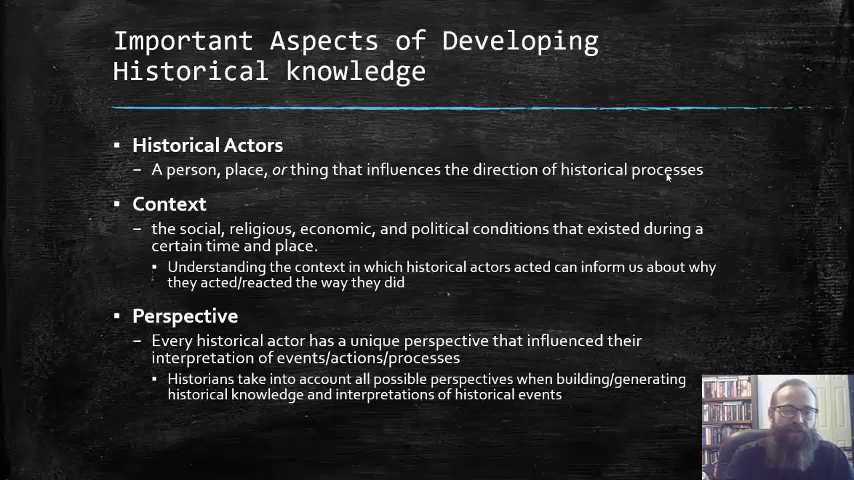 Important Aspects of Developing
Historical knowledge
▪ Historical Actors
– A person, place, or thing that influences the direction of historical processes
▪ Context
– the social, religious, economic, and political conditions that existed during a
certain time and place.
▪ Understanding the context in which historical actors acted can inform us about why
they acted/reacted the way they did
▪ Perspective
– Every historical actor has a unique perspective that influenced their
interpretation of events/actions/processes
▪ Historians take into account all possible perspectives when building/generating
historical knowledge and interpretations of historical events